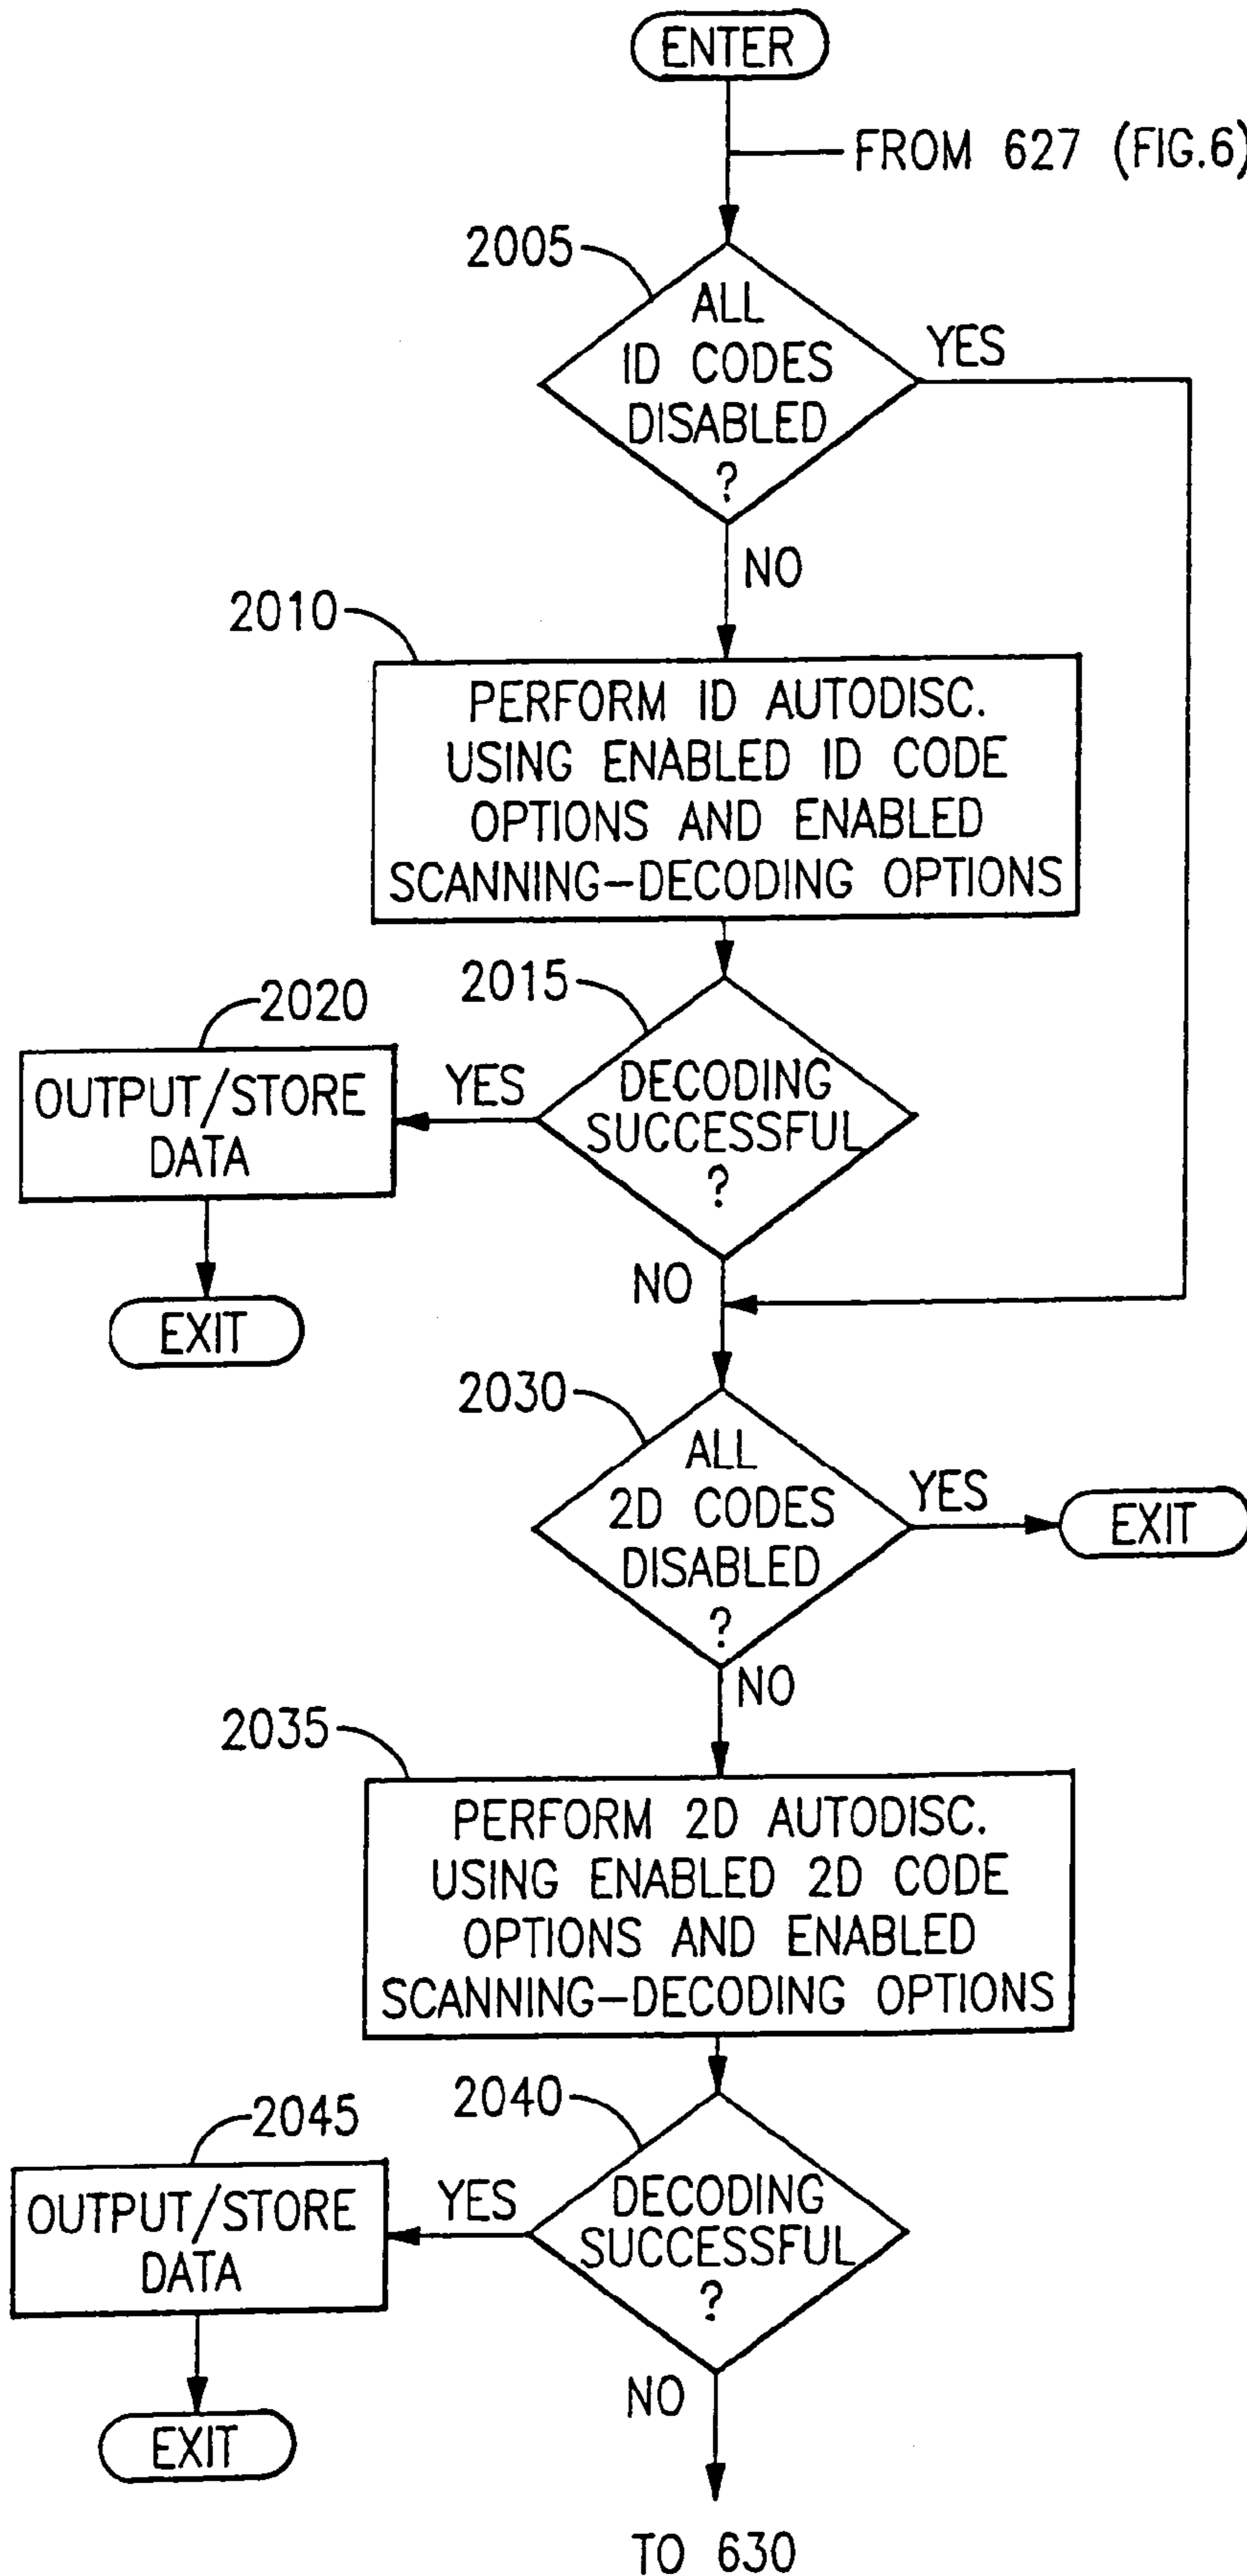 ENTER
FROM 627 (FIG.6)
2005
ALL
1D CODES
DISABLED
?
YES
NO
2010
PERFORM 1D AUTODISC.
USING ENABLED 1D CODE
OPTIONS AND ENABLED
SCANNING-DECODING OPTIONS
2015
DECODING
SUCCESSFUL
?
YES
2020
OUTPUT/STORE
DATA
EXIT
NO
2030
ALL
2D CODES
DISABLED
?
YES
EXIT
NO
2035
PERFORM 2D AUTODISC.
USING ENABLED 2D CODE
OPTIONS AND ENABLED
SCANNING-DECODING OPTIONS
2040
DECODING
SUCCESSFUL
?
YES
2045
OUTPUT/STORE
DATA
EXIT
NO
TO 630